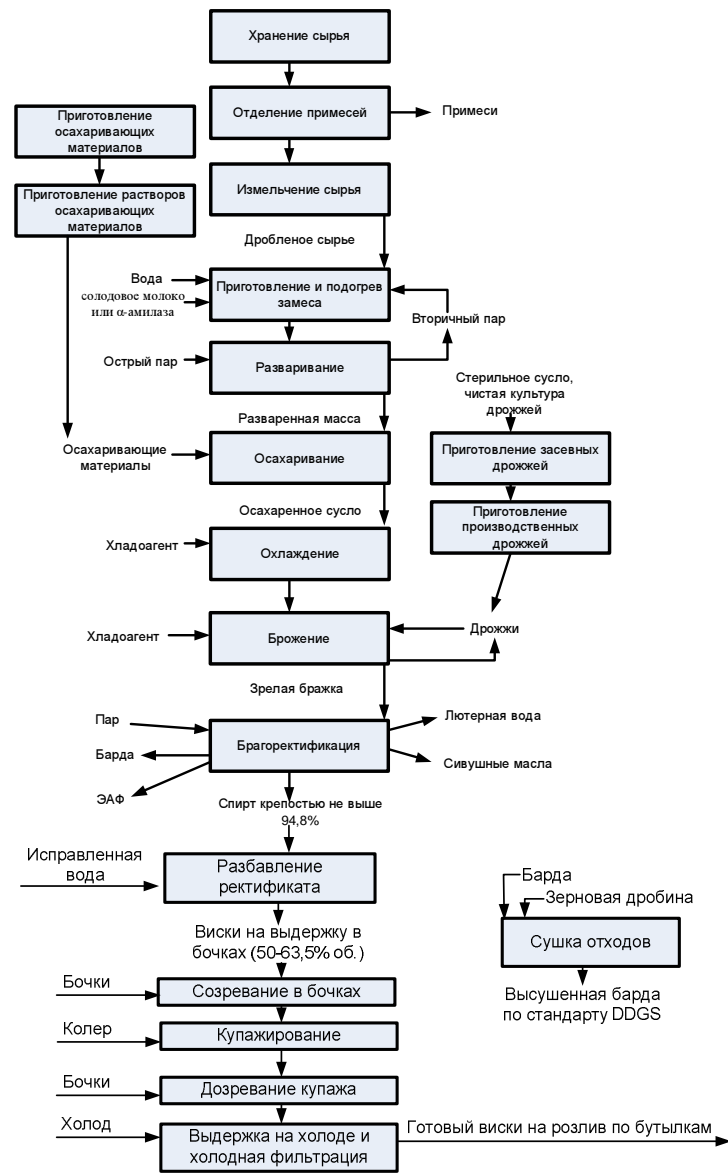 Хранение сырья
Отделение примесей
Примеси
Приготовление
осахаривающих
материалов
Измельчение сырья
Приготовление растворов
осахаривающих
материалов
Дробленое сырье
Вода
солодовое молоко
или α-амилаза
Приготовление и подогрев
замеса
Вторичный пар
Острый пар
Разваривание
Стерильное сусло,
чистая культура
дрожжей
Разваренная масса
Осахаривающие
материалы
Осахаривание
Приготовление засевных
дрожжей
Осахаренное сусло
Приготовление
производственных
дрожжей
Хладоагент
Охлаждение
Хладоагент
Брожение
Дрожжи
Зрелая бражка
Пар
Барда
ЭАФ
Брагоректификация
Лютерная вода
Сивушные масла
Спирт крепостью не выше
94,8%
Исправленная
вода
Разбавление
ректификата
Барда
Зерновая дробина
Сушка отходов
Высушенная барда
по стандарту DDGS
Виски на выдержку в
бочках (50-63,5% об.)
Бочки
Созревание в бочках
Колер
Купажирование
Бочки
Дозревание купажа
Холод
Выдержка на холоде и
холодная фильтрация
Готовый виски на розлив по бутылкам